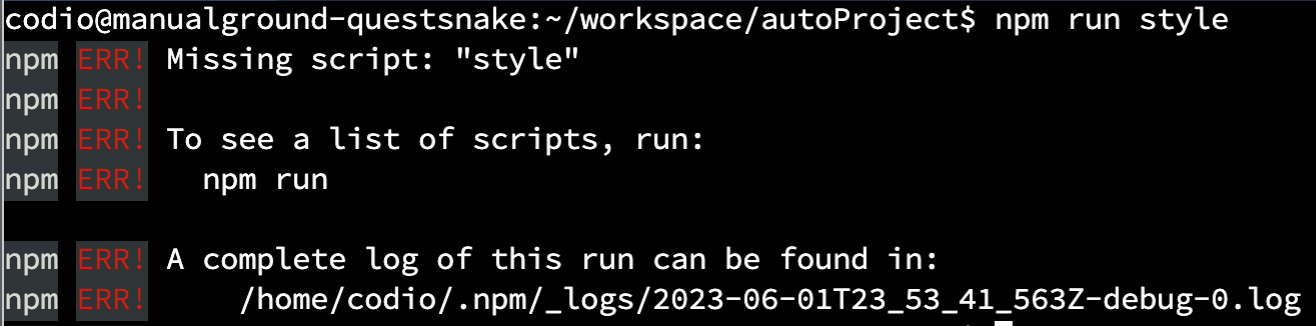 codio@manualground-questsnake:~/workspace/autoProject$ npm run style
npm ERR! Missing script: "style"
npm ERR!
npm ERR! To see a list of scripts, run:
npm ERR!   npm run

npm ERR! A complete log of this run can be found in:
npm ERR!     /home/codio/.npm/_logs/2023-06-01T23_53_41_563Z-debug-0.log